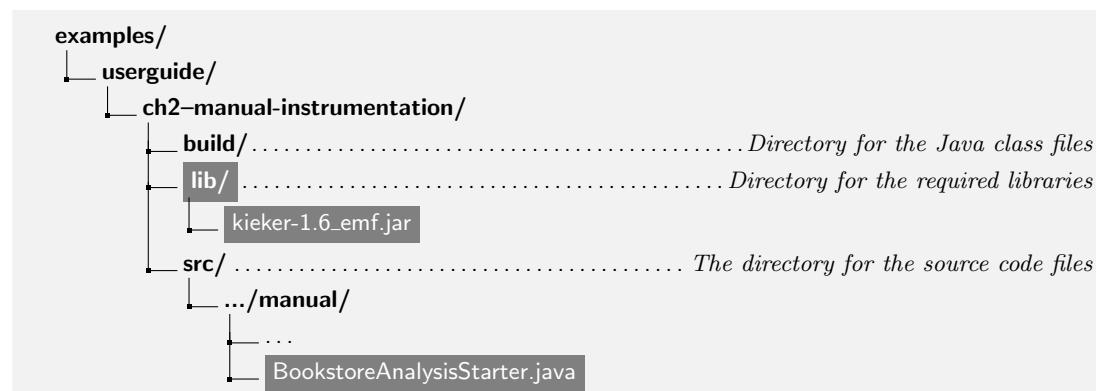 examples/
userguide/
ch2–manual-instrumentation/
build/ . . . . . . . . . . . . . . . . . . . . . . . . . . . . . . . . . . . . . . . . . . . . . . Directory for the Java class files
lib/ . . . . . . . . . . . . . . . . . . . . . . . . . . . . . . . . . . . . . . . . . . . . . . Directory for the required libraries
kieker-1.6_emf.jar
src/ . . . . . . . . . . . . . . . . . . . . . . . . . . . . . . . . . . . . . . . . . . The directory for the source code files
.../manual/
. . .
BookstoreAnalysisStarter.java